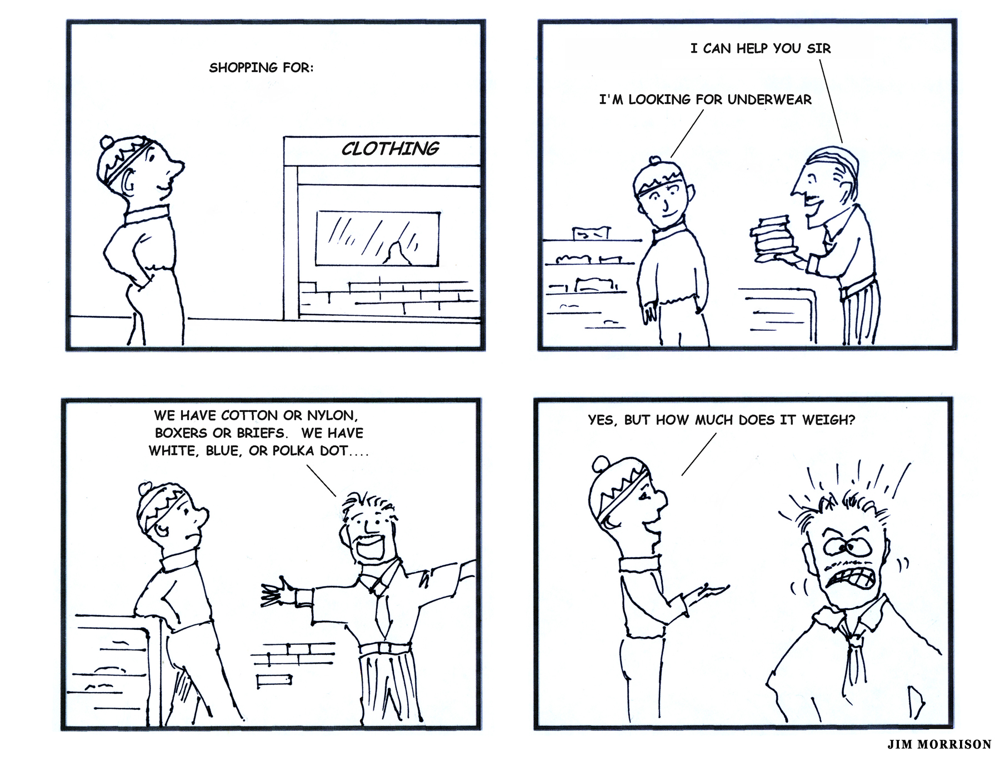 SHOPPING FOR:
CLOTHING
I CAN HELP YOU SIR
I'M LOOKING FOR UNDERWEAR
WE HAVE COTTON OR NYLON,
BOXERS OR BRIEFS. WE HAVE
WHITE, BLUE, OR POLKA DOT....
YES, BUT HOW MUCH DOES IT WEIGH?
JIM MORRISON